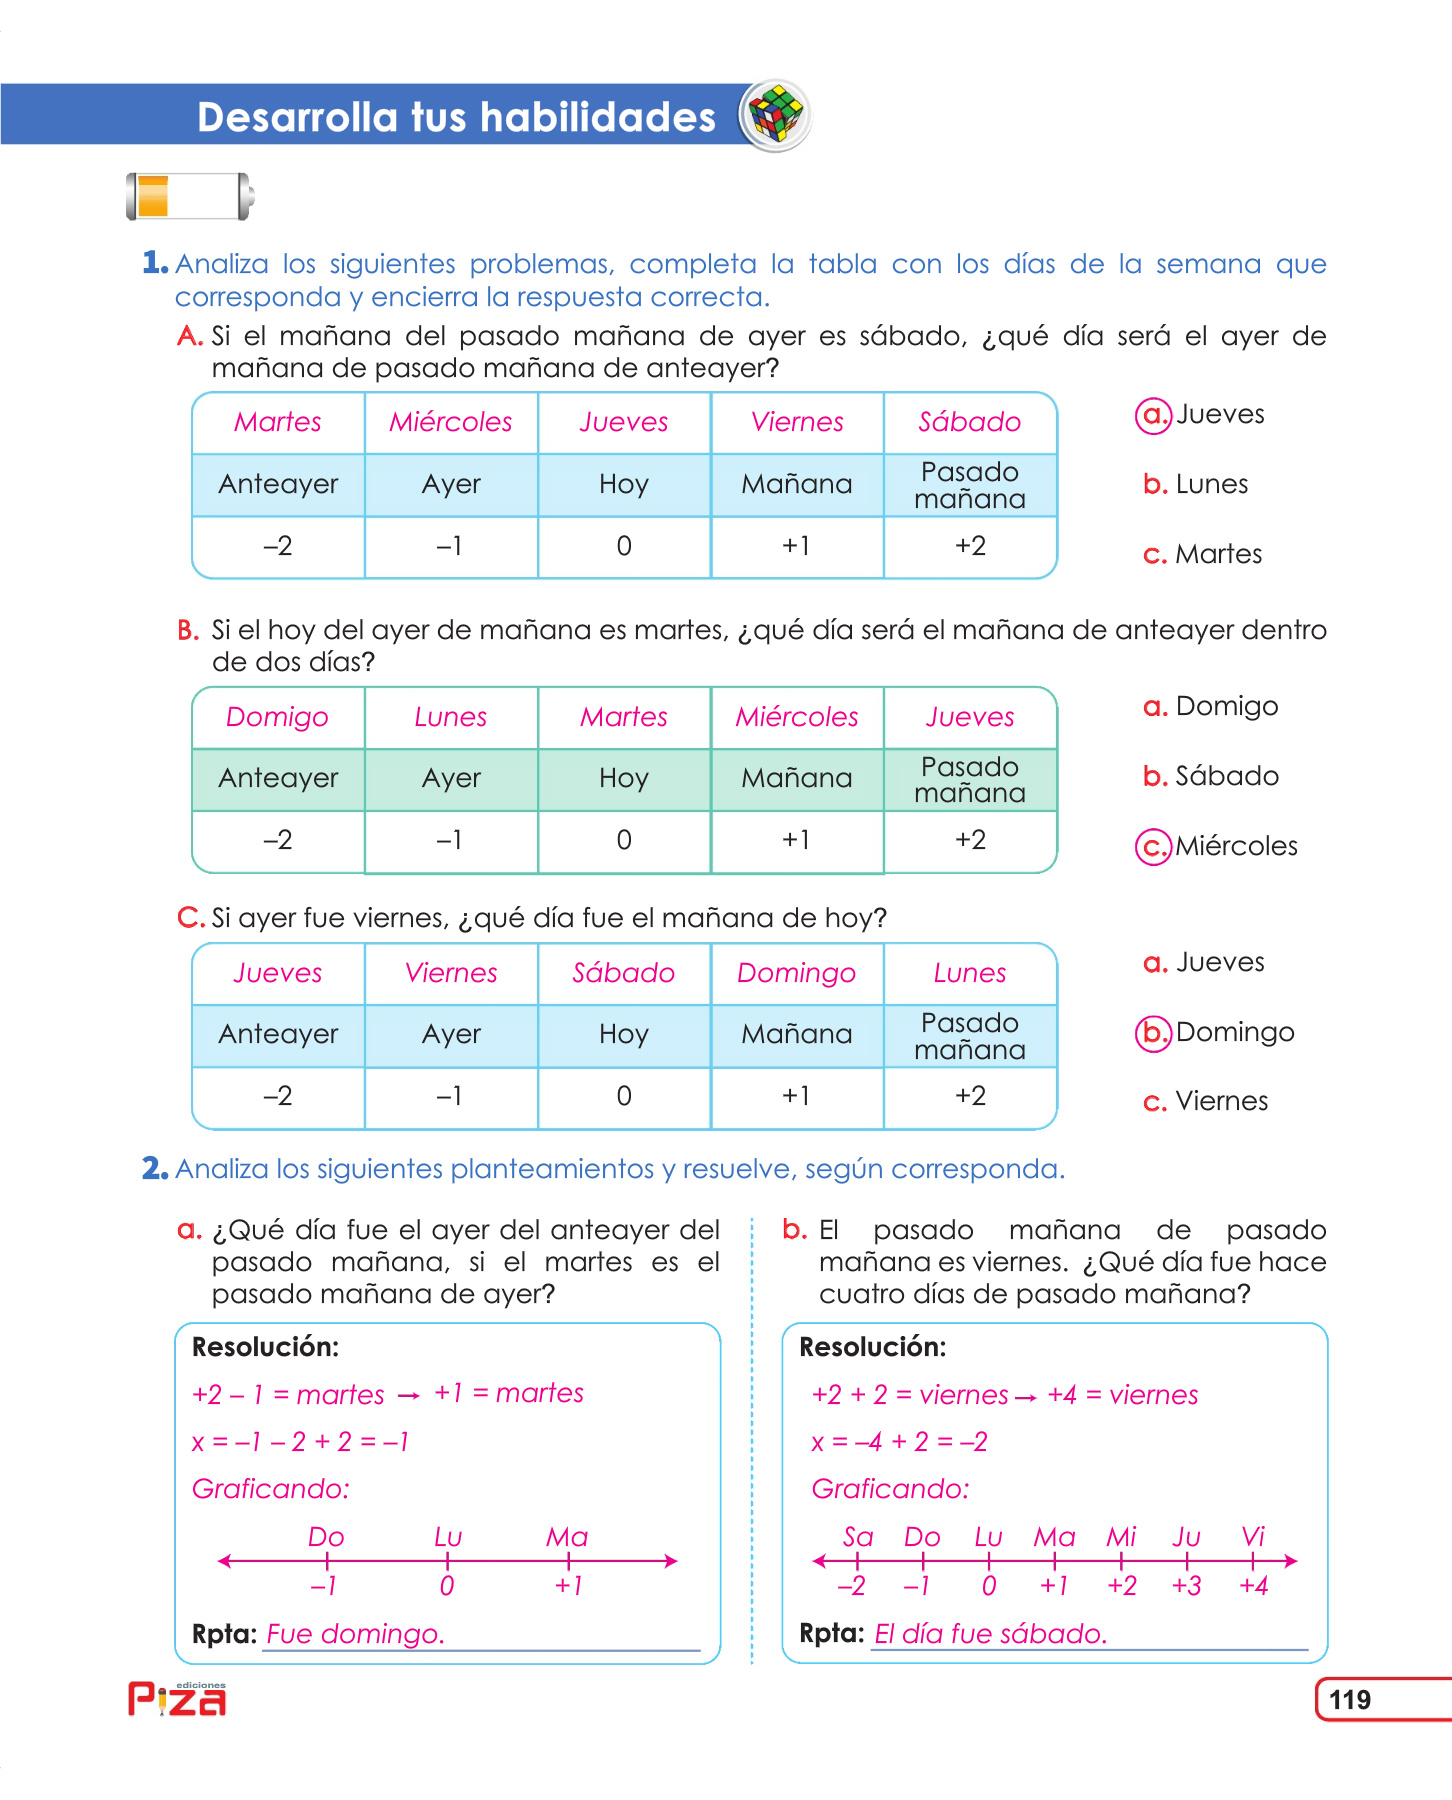 Desarrolla tus habilidades
1. Analiza los siguientes problemas, completa la tabla con los días de la semana que
corresponda y encierra la respuesta correcta.
A. Si el mañana del pasado mañana de ayer es sábado, ¿qué día será el ayer de
mañana de pasado mañana de anteayer?
Martes Miércoles Jueves Viernes Sábado
Anteayer Ayer Hoy Mañana Pasado mañana
–2 –1 0 +1 +2
a. Jueves
b. Lunes
c. Martes
B. Si el hoy del ayer de mañana es martes, ¿qué día será el mañana de anteayer dentro
de dos días?
Domigo Lunes Martes Miércoles Jueves
Anteayer Ayer Hoy Mañana Pasado mañana
–2 –1 0 +1 +2
a. Domigo
b. Sábado
c. Miércoles
C. Si ayer fue viernes, ¿qué día fue el mañana de hoy?
Jueves Viernes Sábado Domingo Lunes
Anteayer Ayer Hoy Mañana Pasado mañana
–2 –1 0 +1 +2
a. Jueves
b. Domingo
c. Viernes
2. Analiza los siguientes planteamientos y resuelve, según corresponda.
a. ¿Qué día fue el ayer del anteayer del
pasado mañana, si el martes es el
pasado mañana de ayer?
Resolución:
+2 – 1 = martes → +1 = martes
x = –1 – 2 + 2 = –1
Graficando:
Do Lu Ma
–1 0 +1
Rpta: Fue domingo.
b. El pasado mañana de pasado
mañana es viernes. ¿Qué día fue hace
cuatro días de pasado mañana?
Resolución:
+2 + 2 = viernes → +4 = viernes
x = –4 + 2 = –2
Graficando:
Sa Do Lu Ma Mi Ju Vi
–2 –1 0 +1 +2 +3 +4
Rpta: El día fue sábado.
ediciones
Piza
119